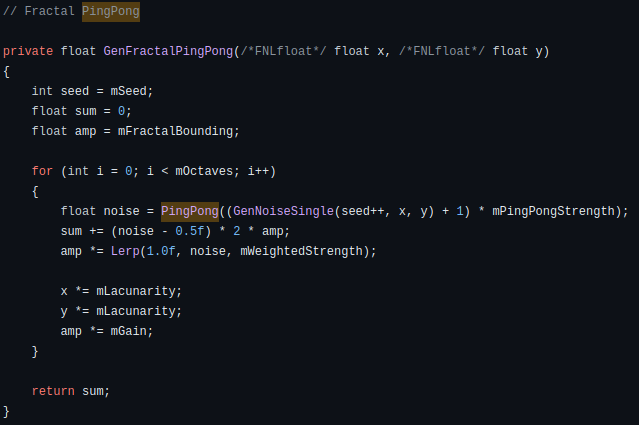 // Fractal PingPong
private float GenFractalPingPong(/*FNLfloat*/ float x, /*FNLfloat*/ float y)
{
int seed = mSeed;
float sum = 0;
float amp = mFractalBounding;
for (int i = 0; i < mOctaves; i++)
{
float noise = PingPong((GenNoiseSingle(seed++, x, y) + 1) * mPingPongStrength);
sum += (noise - 0.5f) * 2 * amp;
amp *= Lerp(1.0f, noise, mWeightedStrength);
x *= mLacunarity;
y *= mLacunarity;
amp *= mGain;
}
return sum;
}